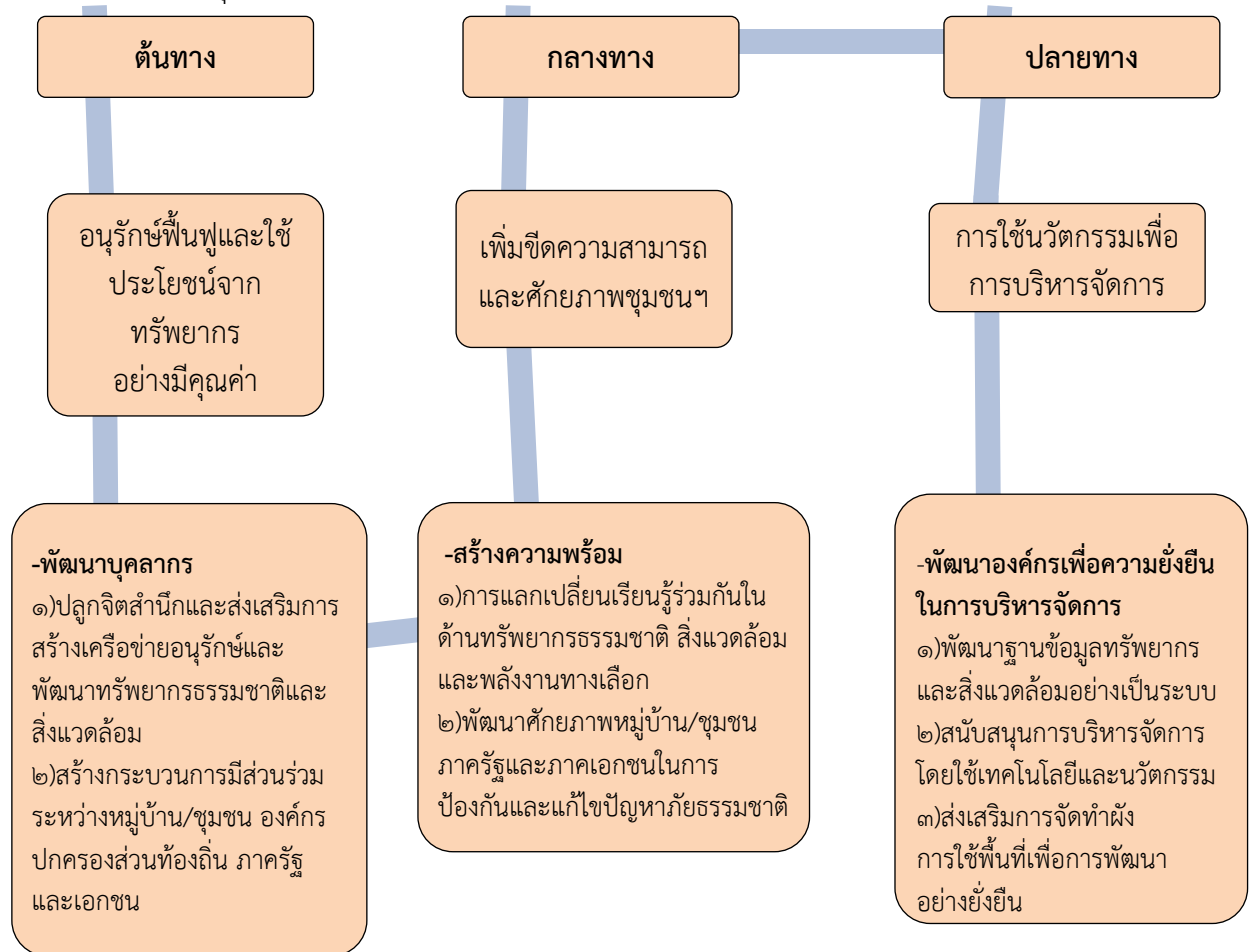 ต้นทาง
กลางทาง
ปลายทาง
อนุรักษ์ฟื้นฟูและใช้
ประโยชน์จาก
ทรัพยากร
อย่างมีคุณค่า
เพิ่มขีดความสามารถ
และศักยภาพชุมชนฯ
การใช้นวัตกรรมเพื่อ
การบริหารจัดการ
-พัฒนาบุคลากร
๑)ปลูกจิตสำนึกและส่งเสริมการ
สร้างเครือข่ายอนุรักษ์และ
พัฒนาทรัพยากรธรรมชาติและ
สิ่งแวดล้อม
๒)สร้างกระบวนการมีส่วนร่วม
ระหว่างหมู่บ้าน/ชุมชน องค์กร
ปกครองส่วนท้องถิ่น ภาครัฐ
และเอกชน
-สร้างความพร้อม
๑)การแลกเปลี่ยนเรียนรู้ร่วมกันใน
ด้านทรัพยากรธรรมชาติ สิ่งแวดล้อม
และพลังงานทางเลือก
๒)พัฒนาศักยภาพหมู่บ้าน/ชุมชน
ภาครัฐและภาคเอกชนในการ
ป้องกันและแก้ไขปัญหาภัยธรรมชาติ
-พัฒนาองค์กรเพื่อความยั่งยืน
ในการบริหารจัดการ
๑)พัฒนาฐานข้อมูลทรัพยากร
และสิ่งแวดล้อมอย่างเป็นระบบ
๒)สนับสนุนการบริหารจัดการ
โดยใช้เทคโนโลยีและนวัตกรรม
๓)ส่งเสริมการจัดทำผัง
การใช้พื้นที่เพื่อการพัฒนา
อย่างยั่งยืน